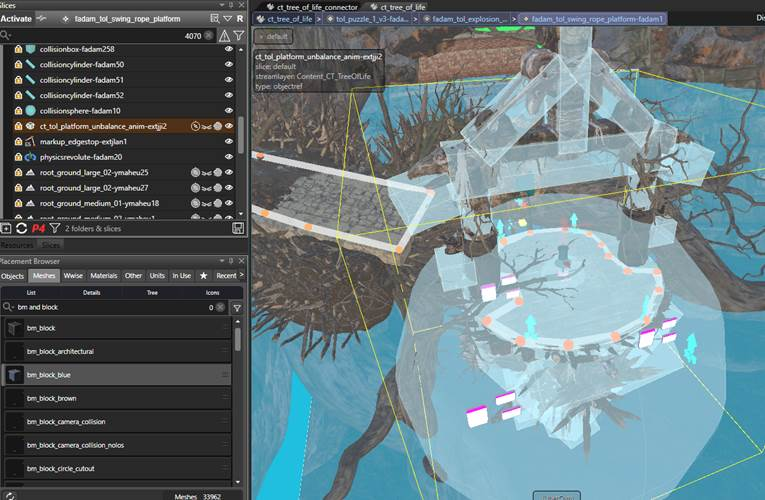 Slices
Activate fadam_tol_swing_rope_platform R
4070
collisionbox-fadam258
collisioncylinder-fadam50
collisioncylinder-fadam51
collisioncylinder-fadam52
collisionsphere-fadam10
ct_tol_platform_unbalance_anim-extjji2
markup_edgestop-extjlan1
physicsrevolute-fadam20
root_ground_large_02-ymaheu25
root_ground_large_02-ymaheu27
root_ground_medium_01-ymaheu18
P4 2 folders & slices
Resources Slices
Placement Browser
Objects Meshes Wwise Materials Other Units In Use Recent >
List Details Tree Icons
bm and block 0
bm_block
bm_block_architectural
bm_block_blue
bm_block_brown
bm_block_camera_collision
bm_block_camera_collision_nolos
bm_block_circle_cutout
Meshes 33962
ct_tree_of_life_connector ct_tree_of_life
ct_tree_of_life > tol_puzzle_1_v3-fada... > fadam_tol_explosion_... > fadam_tol_swing_rope_platform-fadam1
Dis
default
ct_tol_platform_unbalance_anim-extjji2
slice: default
streamlayer: Content_CT_TreeOfLife
type: objectref